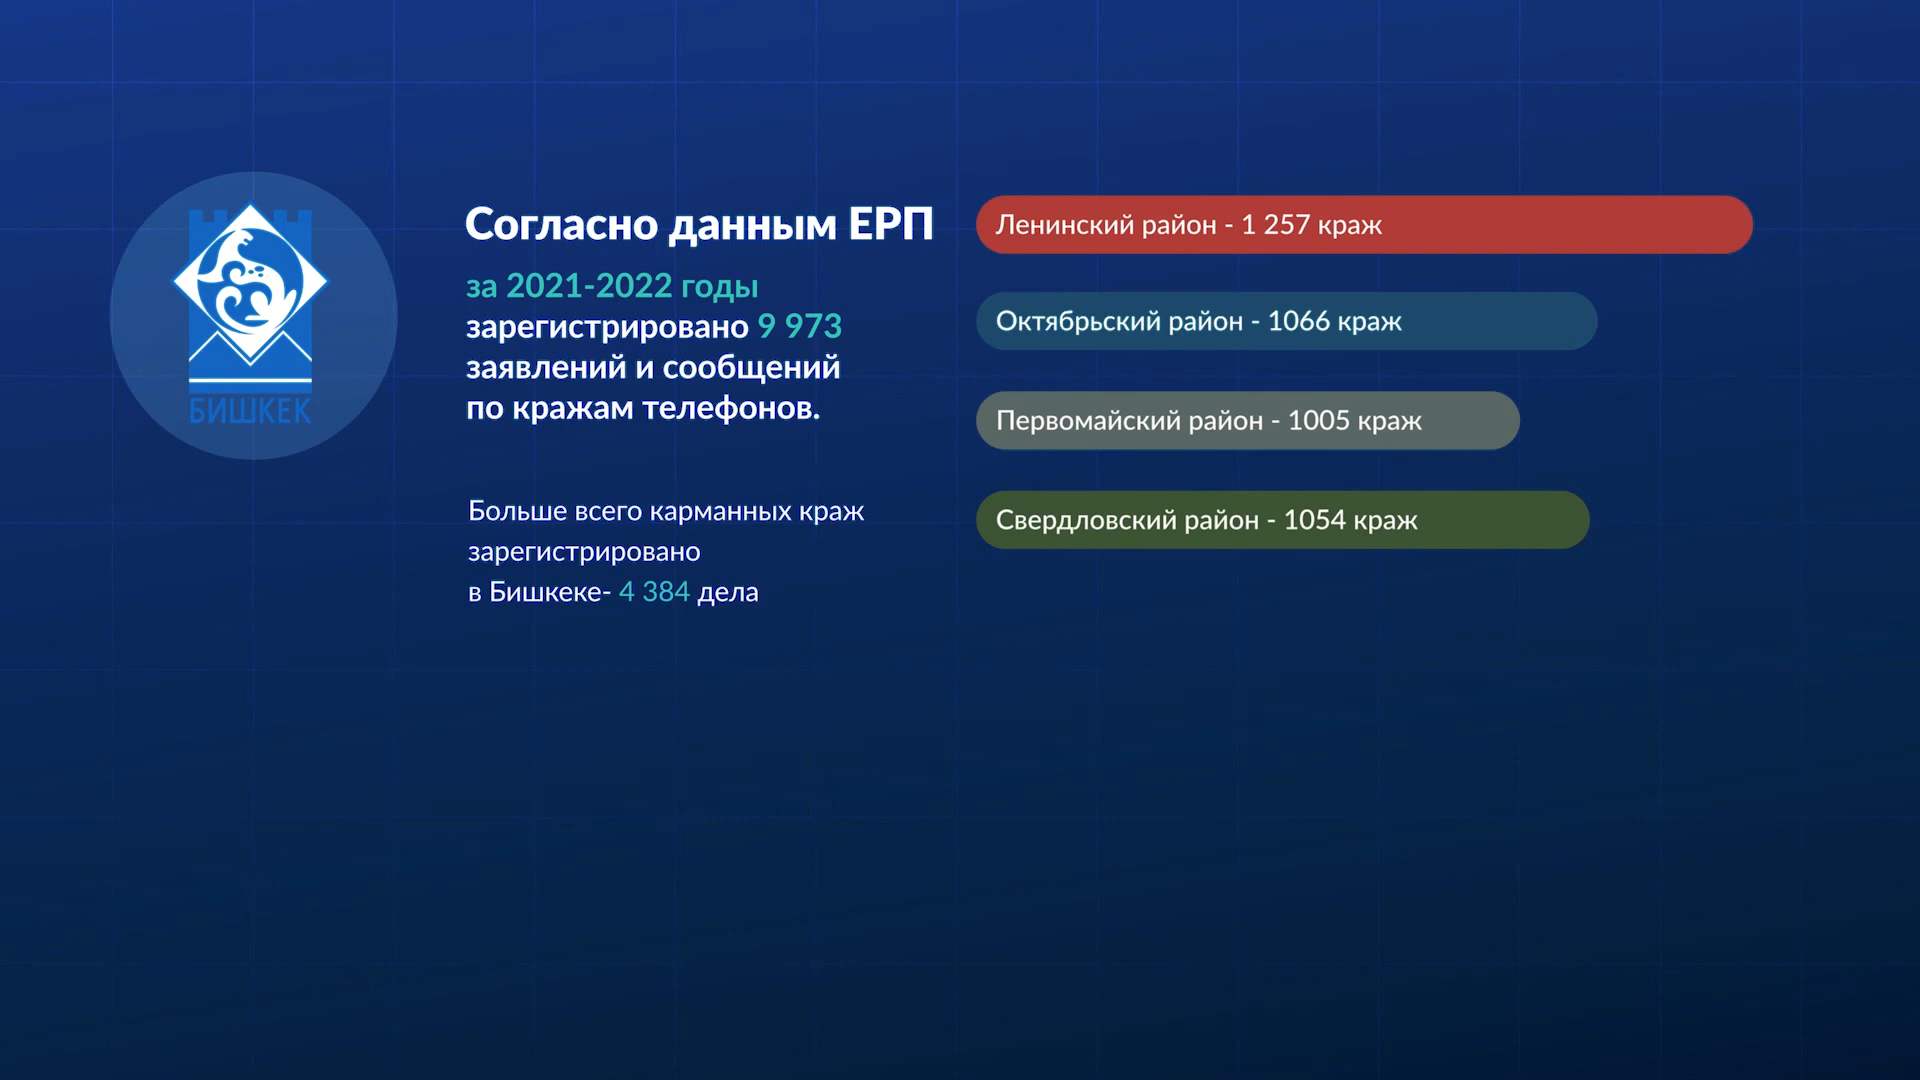 БИШКЕК
Согласно данным ЕРП
за 2021-2022 годы
зарегистрировано 9 973
заявлений и сообщений
по кражам телефонов.
Больше всего карманных краж
зарегистрировано
в Бишкеке- 4 384 дела
Ленинский район - 1 257 краж
Октябрьский район - 1066 краж
Первомайский район - 1005 краж
Свердловский район - 1054 краж